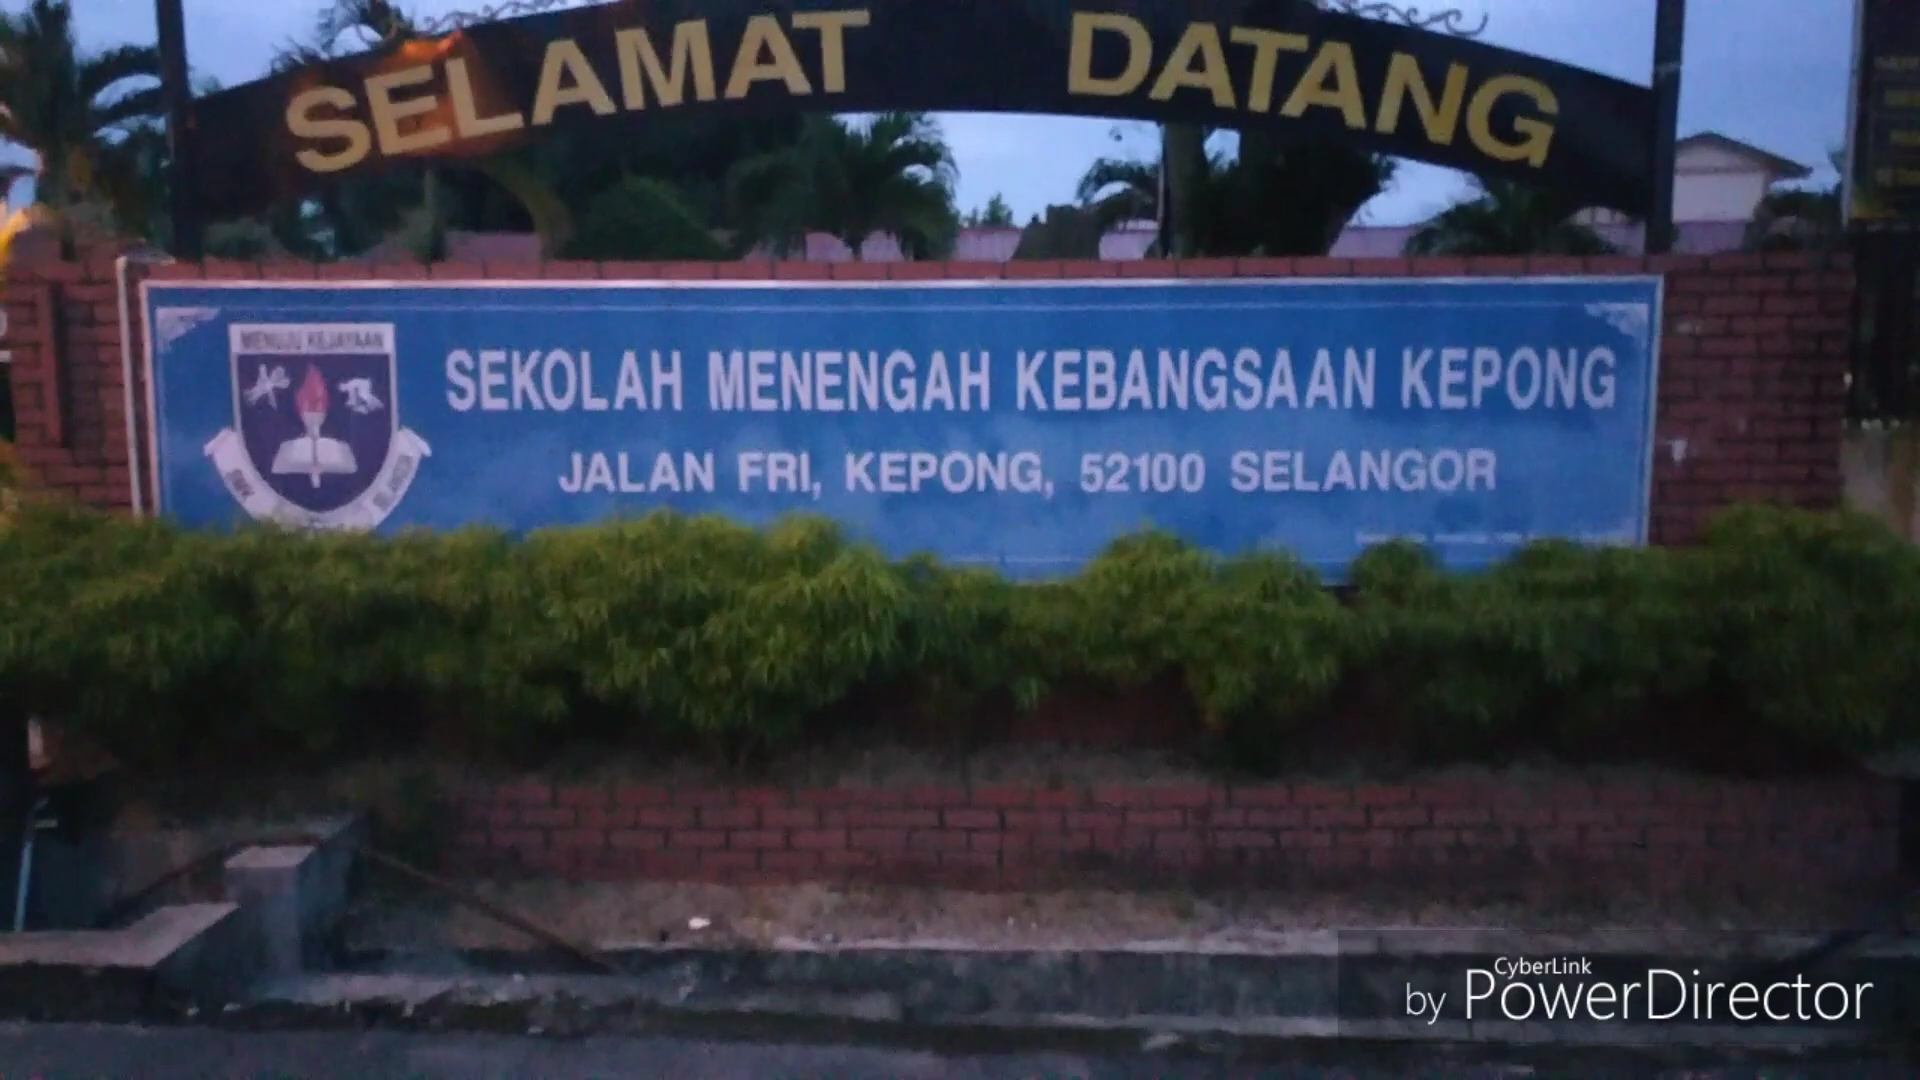 SELAMAT DATANG
MENUJU KEJAYAAN
SEKOLAH MENENGAH KEBANGSAAN KEPONG
JALAN FRI, KEPONG, 52100 SELANGOR
CyberLink
by PowerDirector